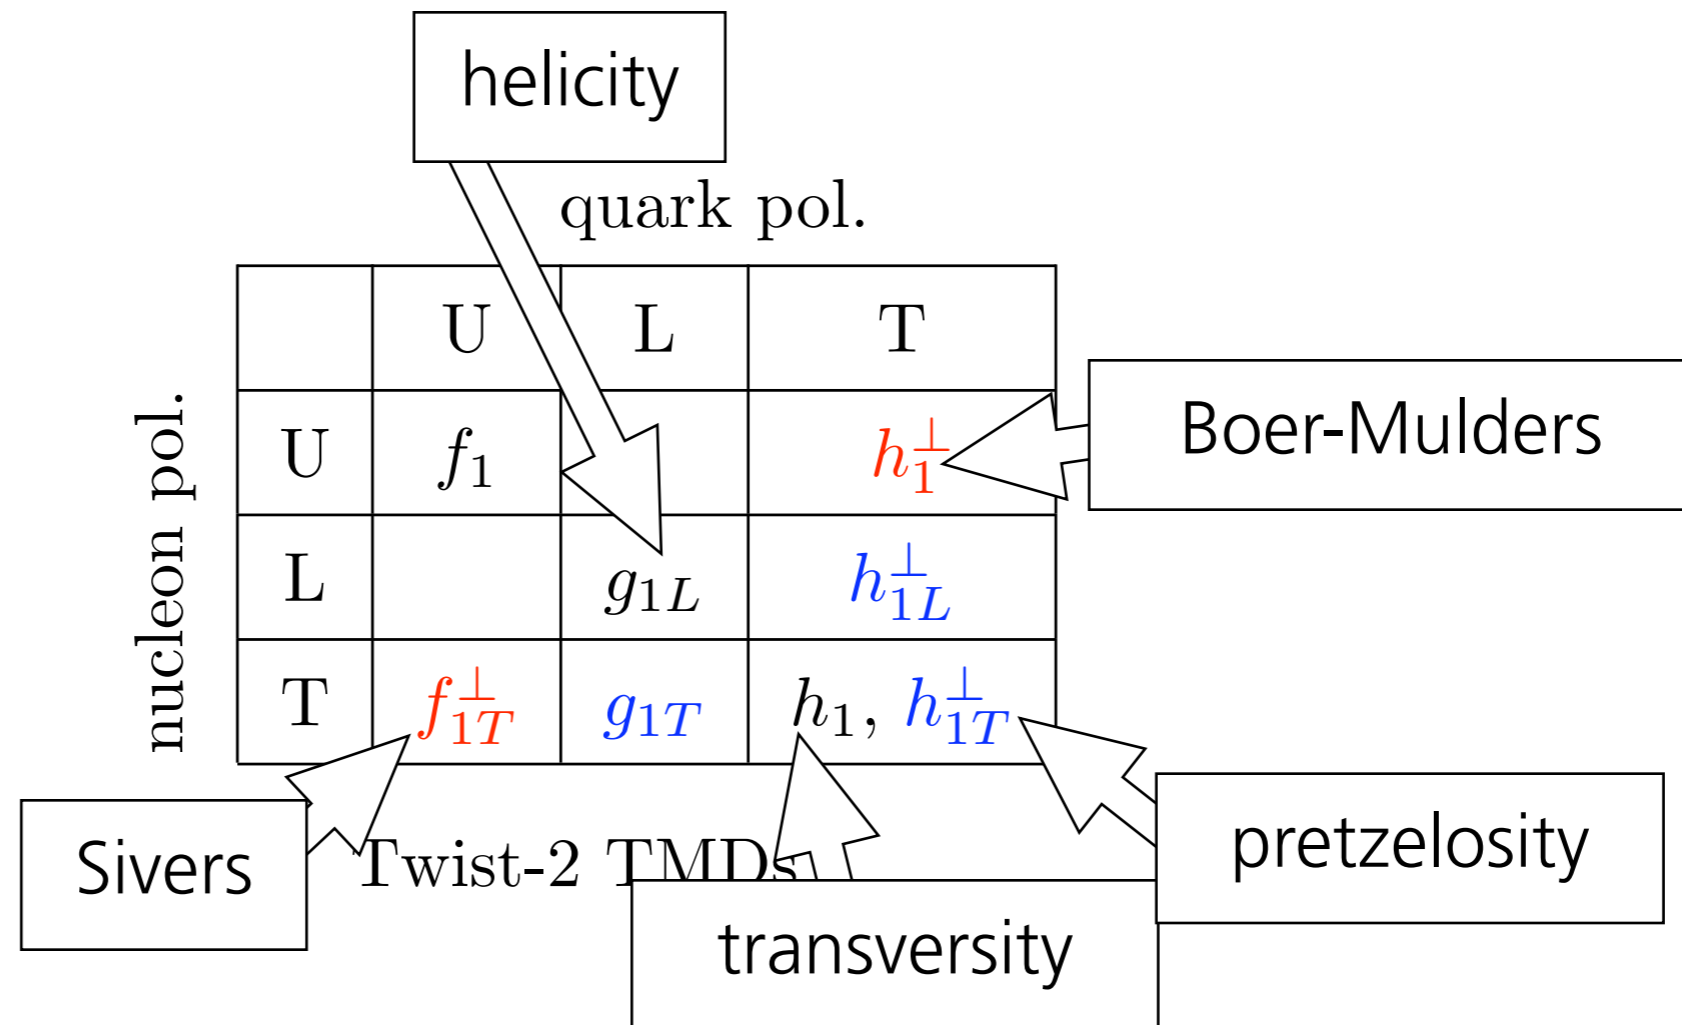 helicity
quark pol.
U L T
nucleon pol.
U f₁ h₁^⊥
Boer-Mulders
L g₁L h₁L^⊥
T f₁T^⊥ g₁T h₁, h₁T^⊥
Sivers
Twist-2 TMDs
pretzelosity
transversity